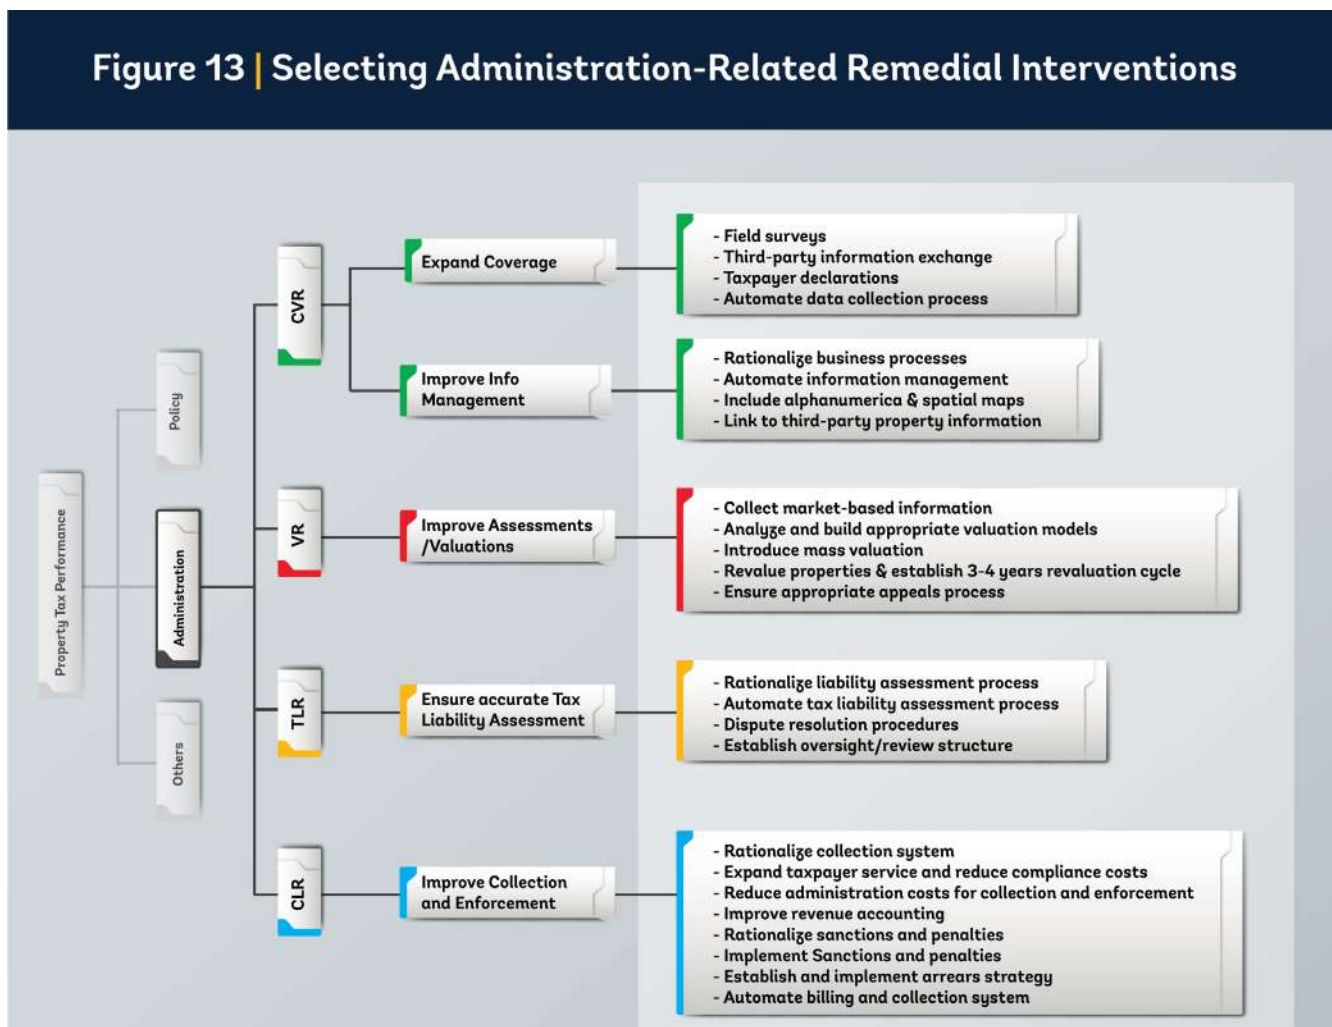 Figure 13 | Selecting Administration-Related Remedial Interventions
Property Tax Performance
Policy
Administration
Others
CVR
Expand Coverage
- Field surveys
- Third-party information exchange
- Taxpayer declarations
- Automate data collection process
Improve Info
Management
- Rationalize business processes
- Automate information management
- Include alphanumerica & spatial maps
- Link to third-party property information
VR
Improve Assessments
/Valuations
- Collect market-based information
- Analyze and build appropriate valuation models
- Introduce mass valuation
- Revalue properties & establish 3-4 years revaluation cycle
- Ensure appropriate appeals process
TLR
Ensure accurate Tax
Liability Assessment
- Rationalize liability assessment process
- Automate tax liability assessment process
- Dispute resolution procedures
- Establish oversight/review structure
CLR
Improve Collection
and Enforcement
- Rationalize collection system
- Expand taxpayer service and reduce compliance costs
- Reduce administration costs for collection and enforcement
- Improve revenue accounting
- Rationalize sanctions and penalties
- Implement Sanctions and penalties
- Establish and implement arrears strategy
- Automate billing and collection system